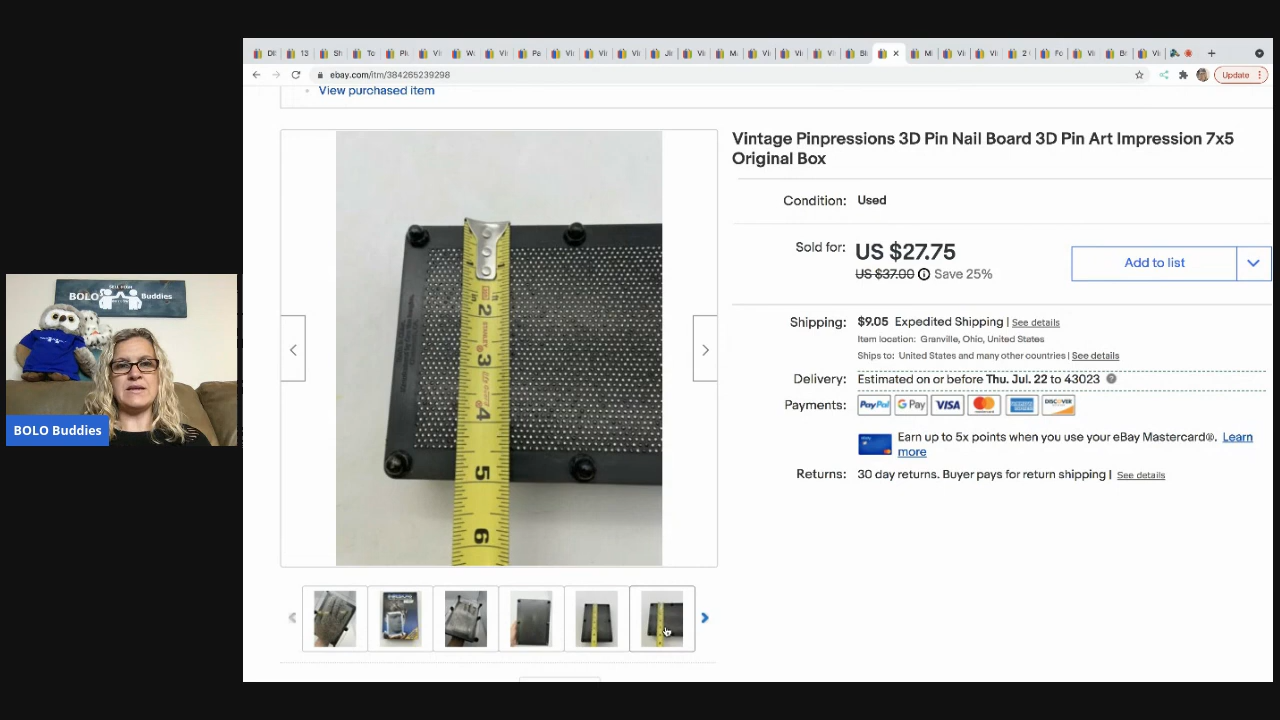 ebay.com/itm/384265239298
Update
View purchased item
Vintage Pinpressions 3D Pin Nail Board 3D Pin Art Impression 7x5
Original Box
Condition: Used
Sold for: US $27.75
US $37.00 Save 25%
Add to list
Shipping: $9.05 Expedited Shipping | See details
Item location: Granville, Ohio, United States
Ships to: United States and many other countries | See details
Delivery: Estimated on or before Thu. Jul. 22 to 43023
Payments: PayPal G Pay VISA DISCOVER
Earn up to 5x points when you use your eBay Mastercard®. Learn
more
Returns: 30 day returns. Buyer pays for return shipping | See details
2
3
4
5
6
BOLO Buddies
BOLO Buddies